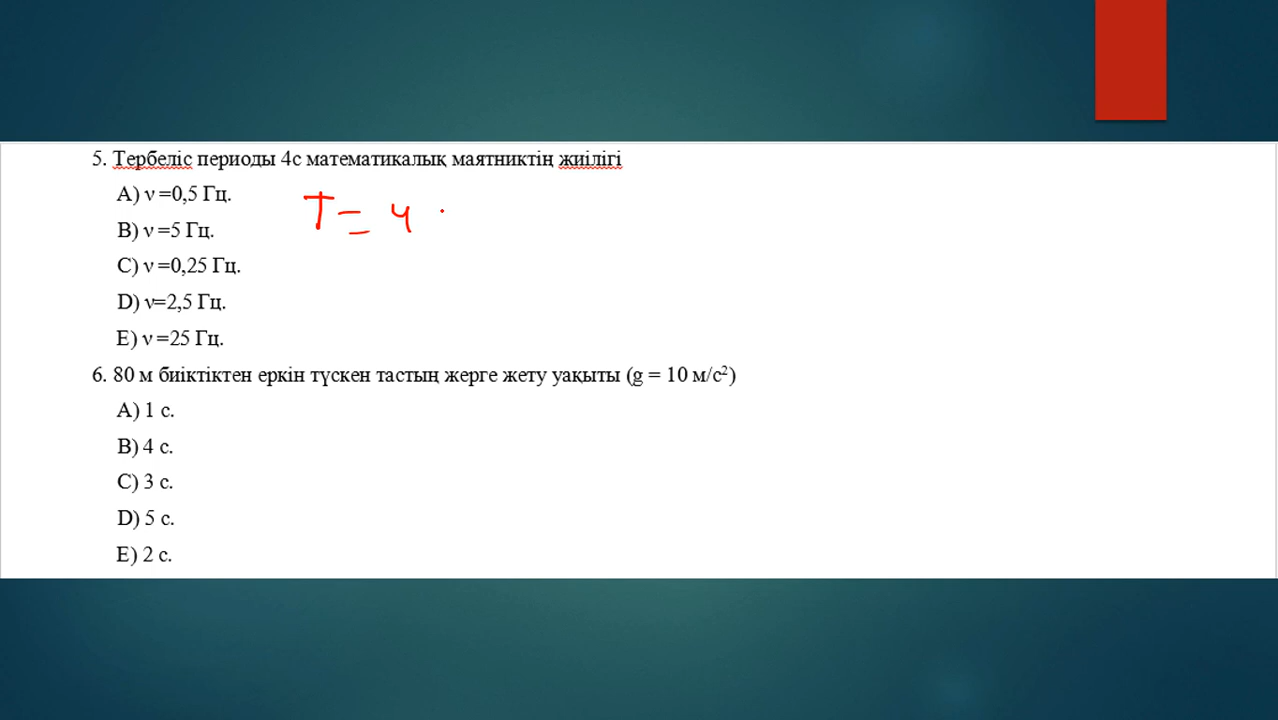 5. Тербеліс периоды 4с математикалық маятниктің жиілігі
A) ν =0,5 Гц.
T = 4
B) ν =5 Гц.
C) ν =0,25 Гц.
D) ν=2,5 Гц.
E) ν =25 Гц.
6. 80 м биіктіктен еркін түскен тастың жерге жету уақыты (g = 10 м/с²)
A) 1 с.
B) 4 с.
C) 3 с.
D) 5 с.
E) 2 с.